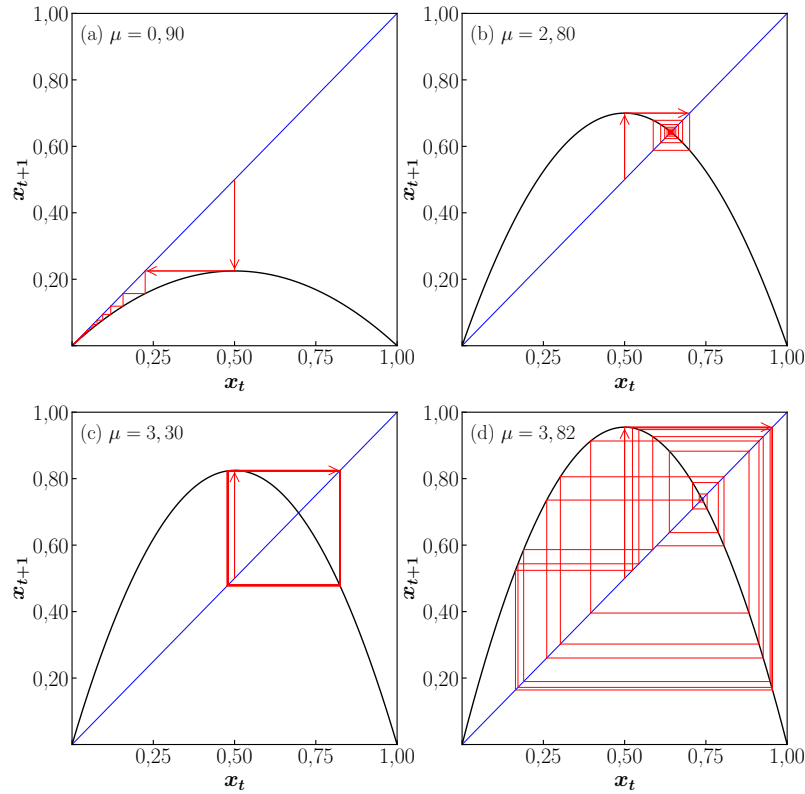 (a) μ = 0, 90
1,00
0,80
0,60
0,40
0,20
x_{t+1}
0,25 0,50 0,75 1,00
x_t
(b) μ = 2, 80
1,00
0,80
0,60
0,40
0,20
x_{t+1}
0,25 0,50 0,75 1,00
x_t
(c) μ = 3, 30
1,00
0,80
0,60
0,40
0,20
x_{t+1}
0,25 0,50 0,75 1,00
x_t
(d) μ = 3, 82
1,00
0,80
0,60
0,40
0,20
x_{t+1}
0,25 0,50 0,75 1,00
x_t